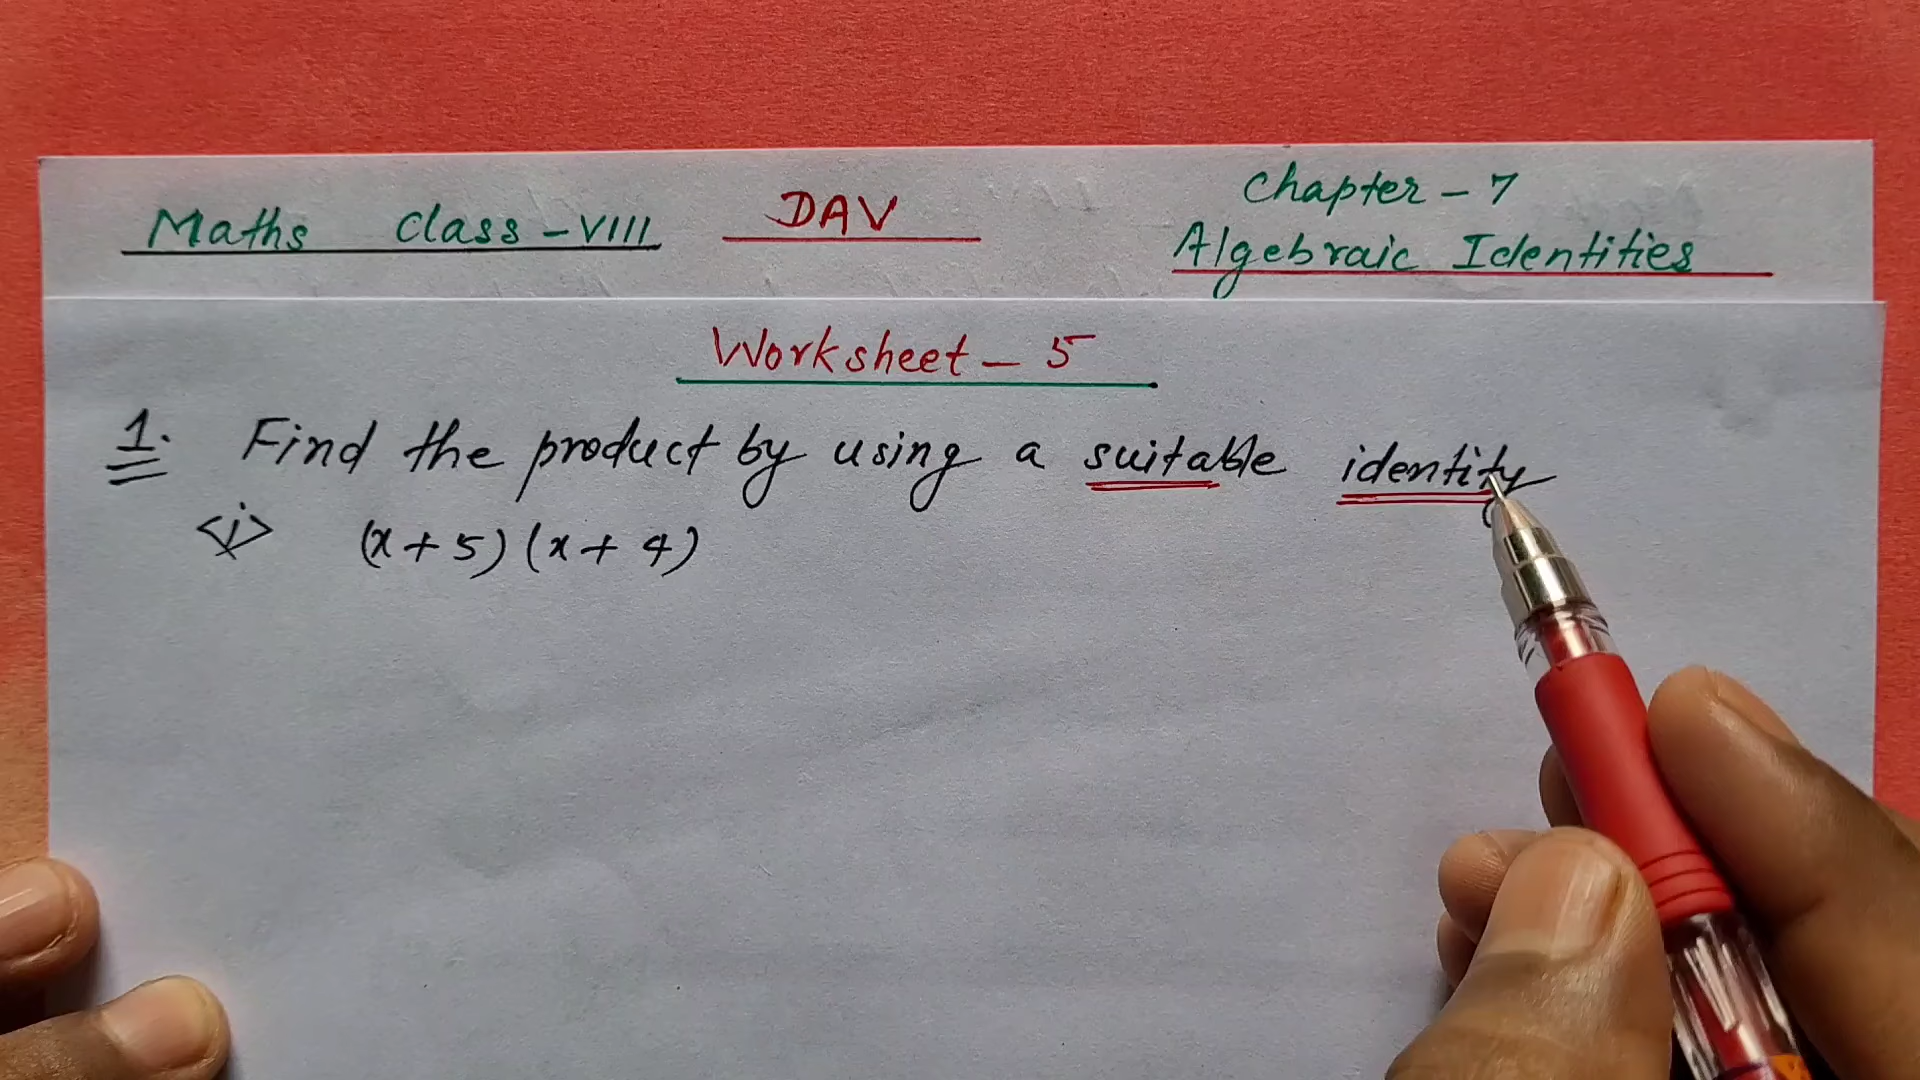 Maths Class-VIII DAV Chapter-7
Algebraic Identities
Worksheet-5
1. Find the product by using a suitable identity
<i> (x+5)(x+4)